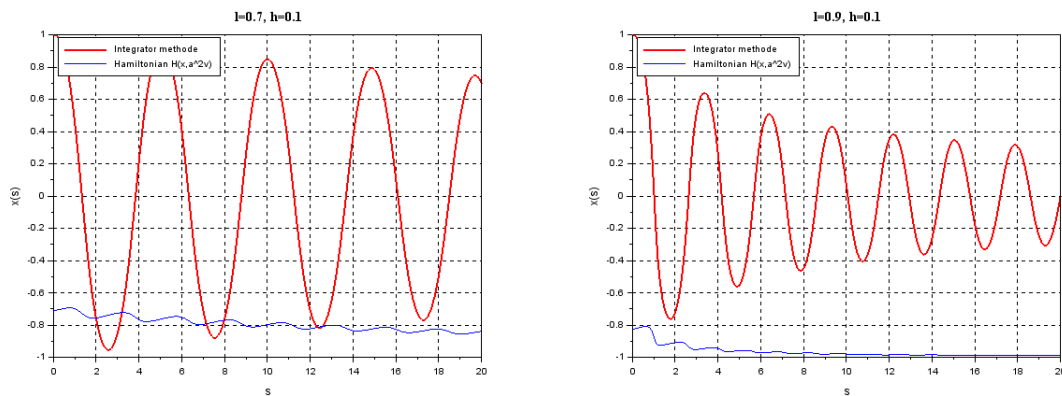 l=0.7, h=0.1
Integrator methode
Hamiltonian H(x,a^2v)
1
0.8
0.6
0.4
0.2
0
-0.2
-0.4
-0.6
-0.8
-1
x(s)
0 2 4 6 8 10 12 14 16 18 20
s
l=0.9, h=0.1
Integrator methode
Hamiltonian H(x,a^2v)
1
0.8
0.6
0.4
0.2
0
-0.2
-0.4
-0.6
-0.8
-1
x(s)
0 2 4 6 8 10 12 14 16 18 20
s